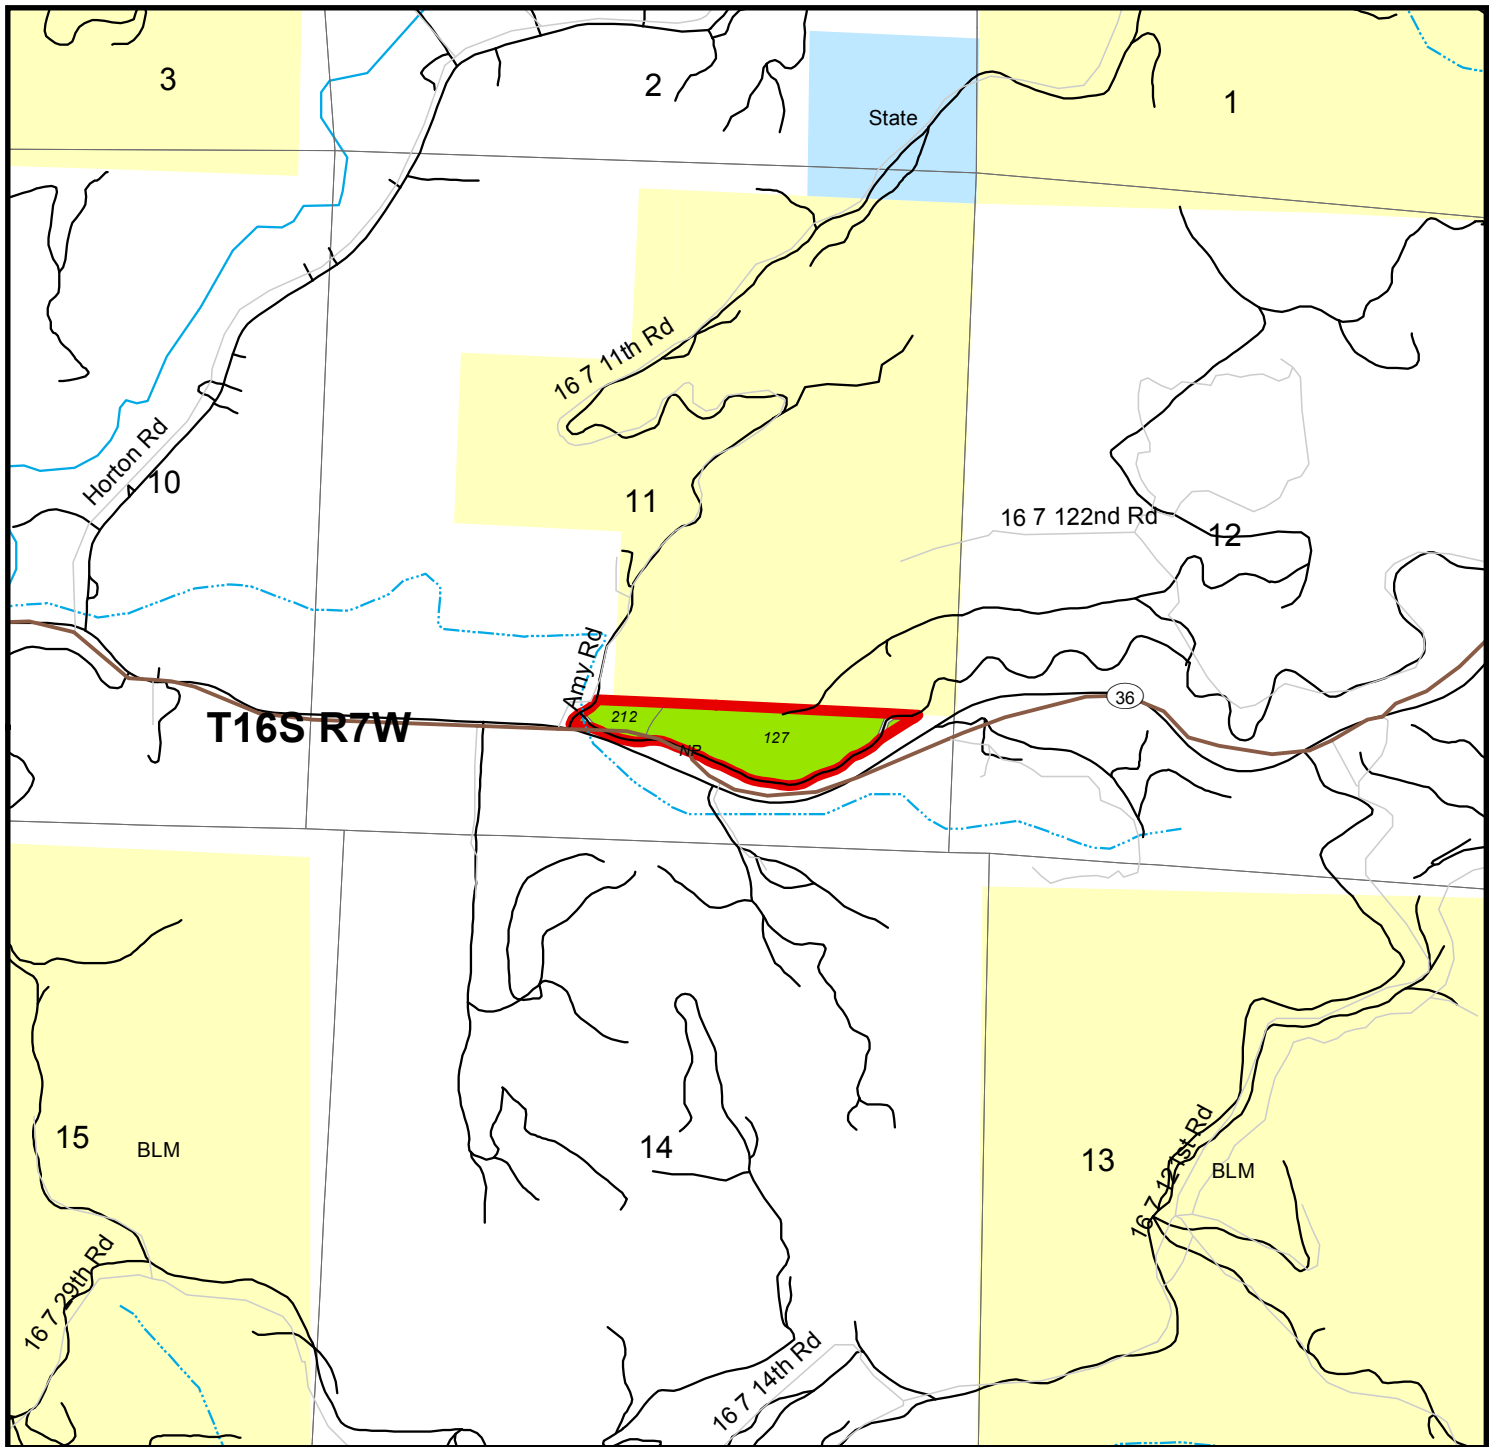 3
2
State
1
16 7 11th Rd
Horton Rd
10
11
16 7 122nd Rd
12
Amy Rd
36
T16S R7W
212
127
NP
15
BLM
14
13
BLM
16 7 121st Rd
16 7 29th Rd
16 7 14th Rd